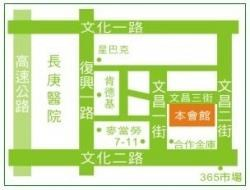 文化一路
星巴克
高速公路
長庚醫院
復興一路
肯德基
文昌一街
文昌三街
文昌二街
本會館
麥當勞
7-11
合作金庫
文化二路
365市場